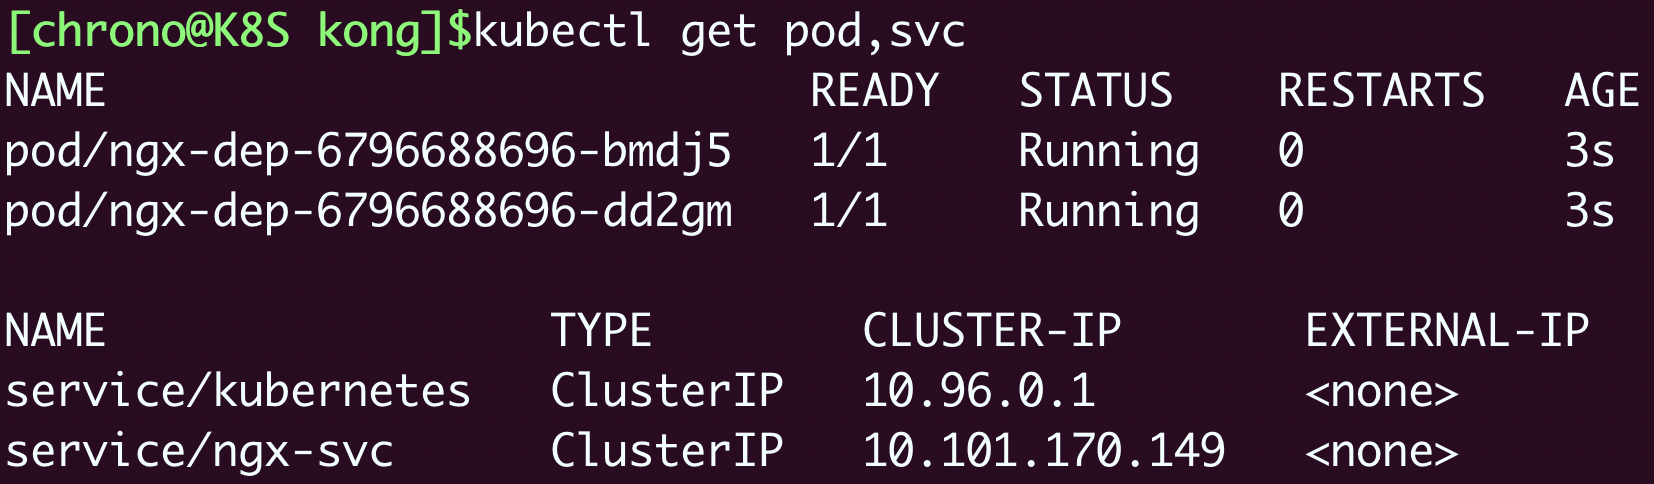 [chrono@K8S kong]$kubectl get pod,svc
NAME                           READY   STATUS    RESTARTS   AGE
pod/ngx-dep-6796688696-bmdj5   1/1     Running   0          3s
pod/ngx-dep-6796688696-dd2gm   1/1     Running   0          3s

NAME                 TYPE        CLUSTER-IP       EXTERNAL-IP
service/kubernetes   ClusterIP   10.96.0.1        <none>
service/ngx-svc      ClusterIP   10.101.170.149   <none>